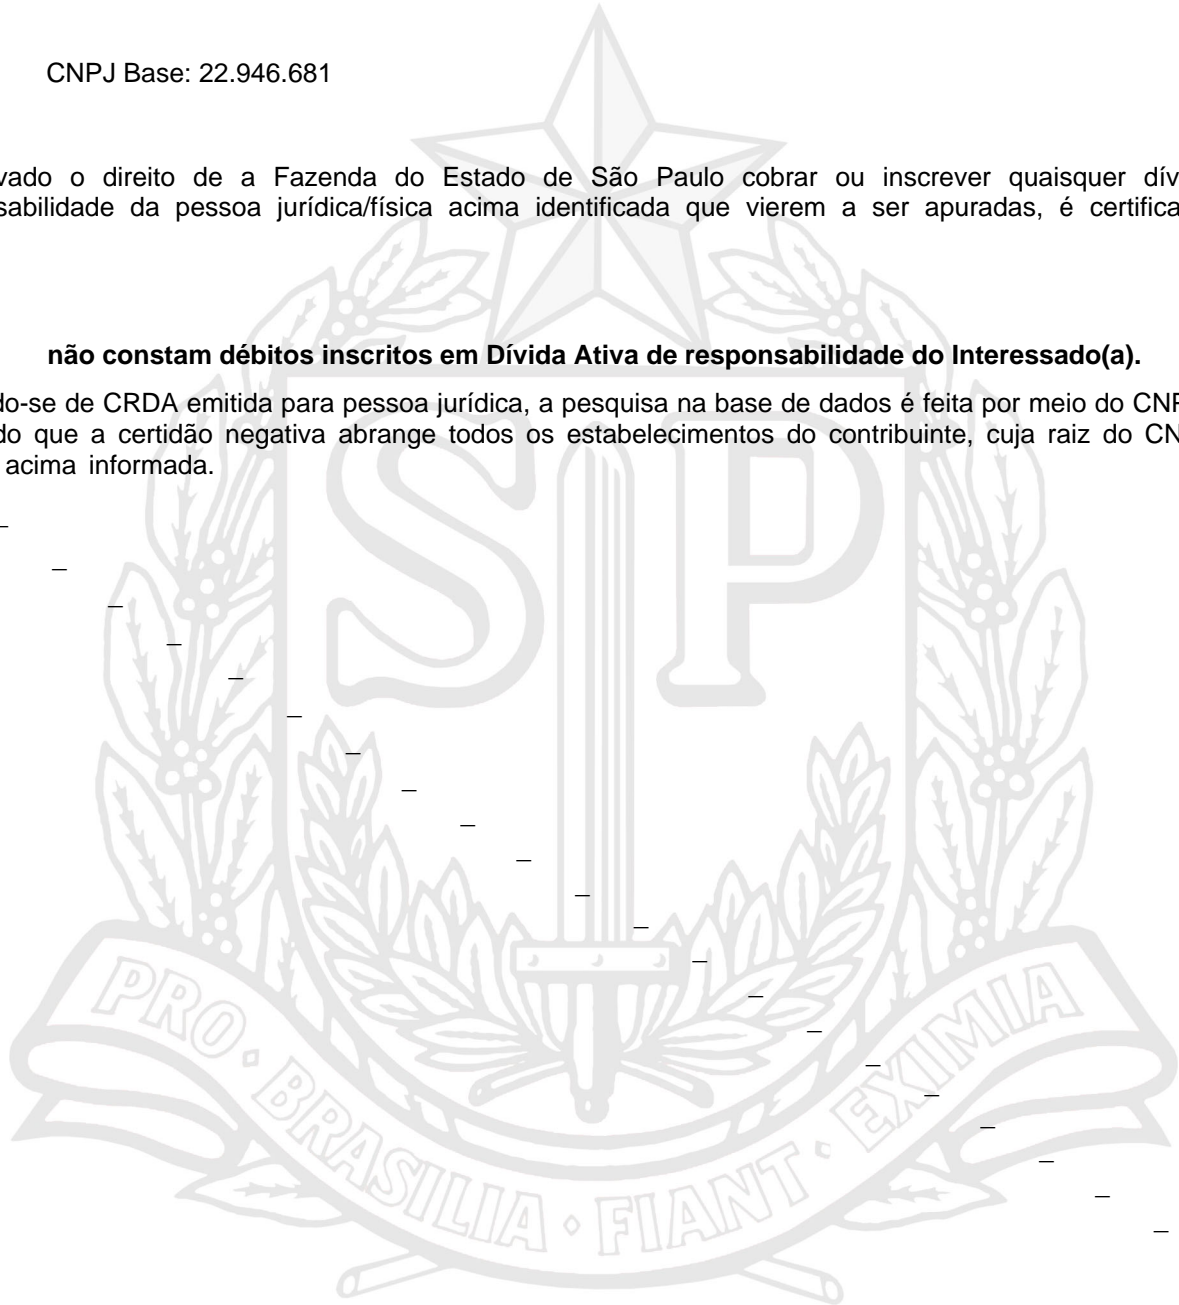 CNPJ Base: 22.946.681
vado o direito de a Fazenda do Estado de São Paulo cobrar ou inscrever quaisquer dív
sabilidade da pessoa jurídica/física acima identificada que vierem a ser apuradas, é certifica
não constam débitos inscritos em Dívida Ativa de responsabilidade do Interessado(a).
do-se de CRDA emitida para pessoa jurídica, a pesquisa na base de dados é feita por meio do CNP
do que a certidão negativa abrange todos os estabelecimentos do contribuinte, cuja raiz do CN
acima informada.
SP
PRO • BRASILIA • FIANT • EXIMIA